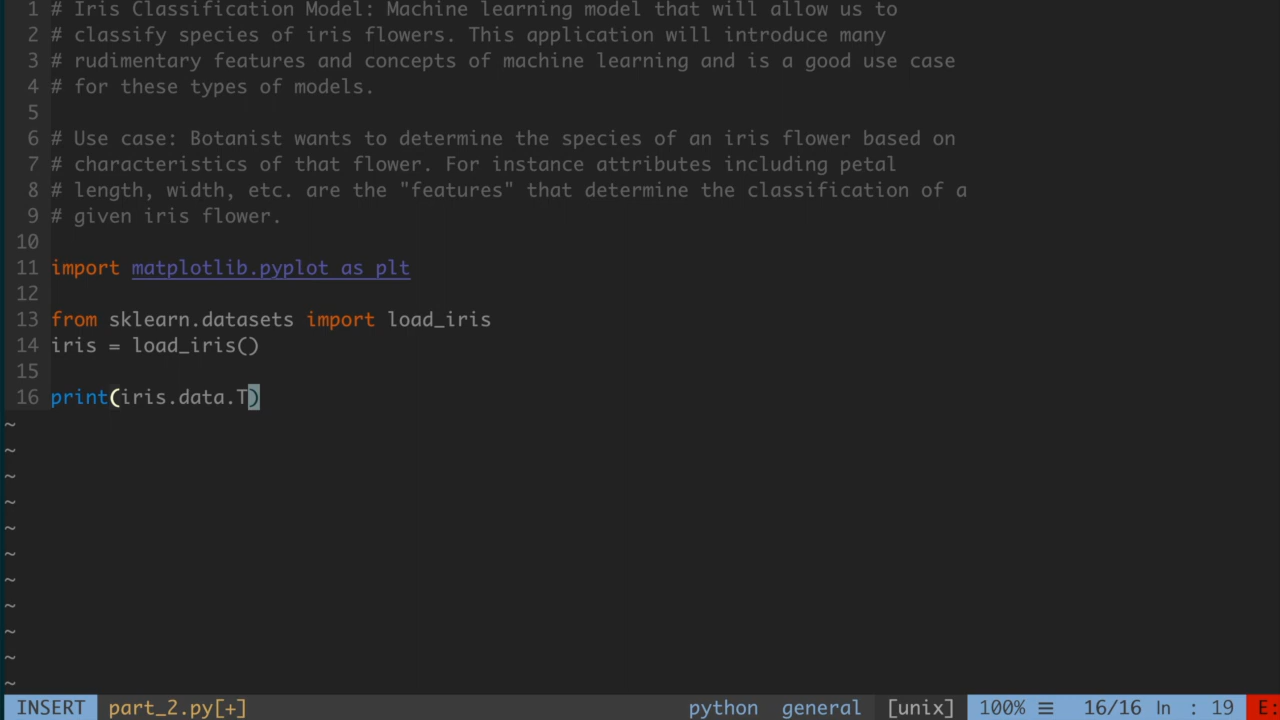 1 # Iris Classification Model: Machine learning model that will allow us to
2 # classify species of iris flowers. This application will introduce many
3 # rudimentary features and concepts of machine learning and is a good use case
4 # for these types of models.
5
6 # Use case: Botanist wants to determine the species of an iris flower based on
7 # characteristics of that flower. For instance attributes including petal
8 # length, width, etc. are the "features" that determine the classification of a
9 # given iris flower.
10
11 import matplotlib.pyplot as plt
12
13 from sklearn.datasets import load_iris
14 iris = load_iris()
15
16 print(iris.data.T)
~
~
~
~
~
~
~
~
~
~
~
INSERT part_2.py[+] python general [unix] 100% ≡ 16/16 ln : 19 E: